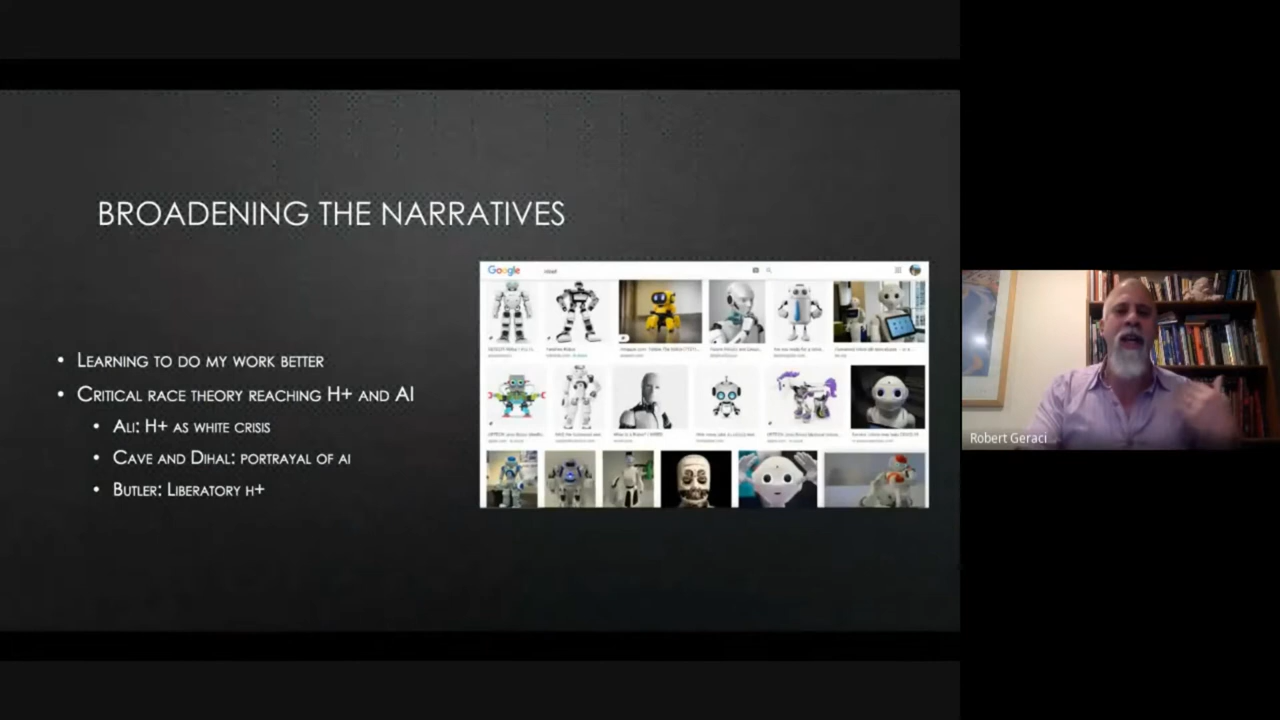 BROADENING THE NARRATIVES
Google
robot
• LEARNING TO DO MY WORK BETTER
• CRITICAL RACE THEORY REACHING H+ AND AI
• ALI: H+ AS WHITE CRISIS
• CAVE AND DIHAL: PORTRAYAL OF AI
• BUTLER: LIBERATORY H+
Robert Geraci